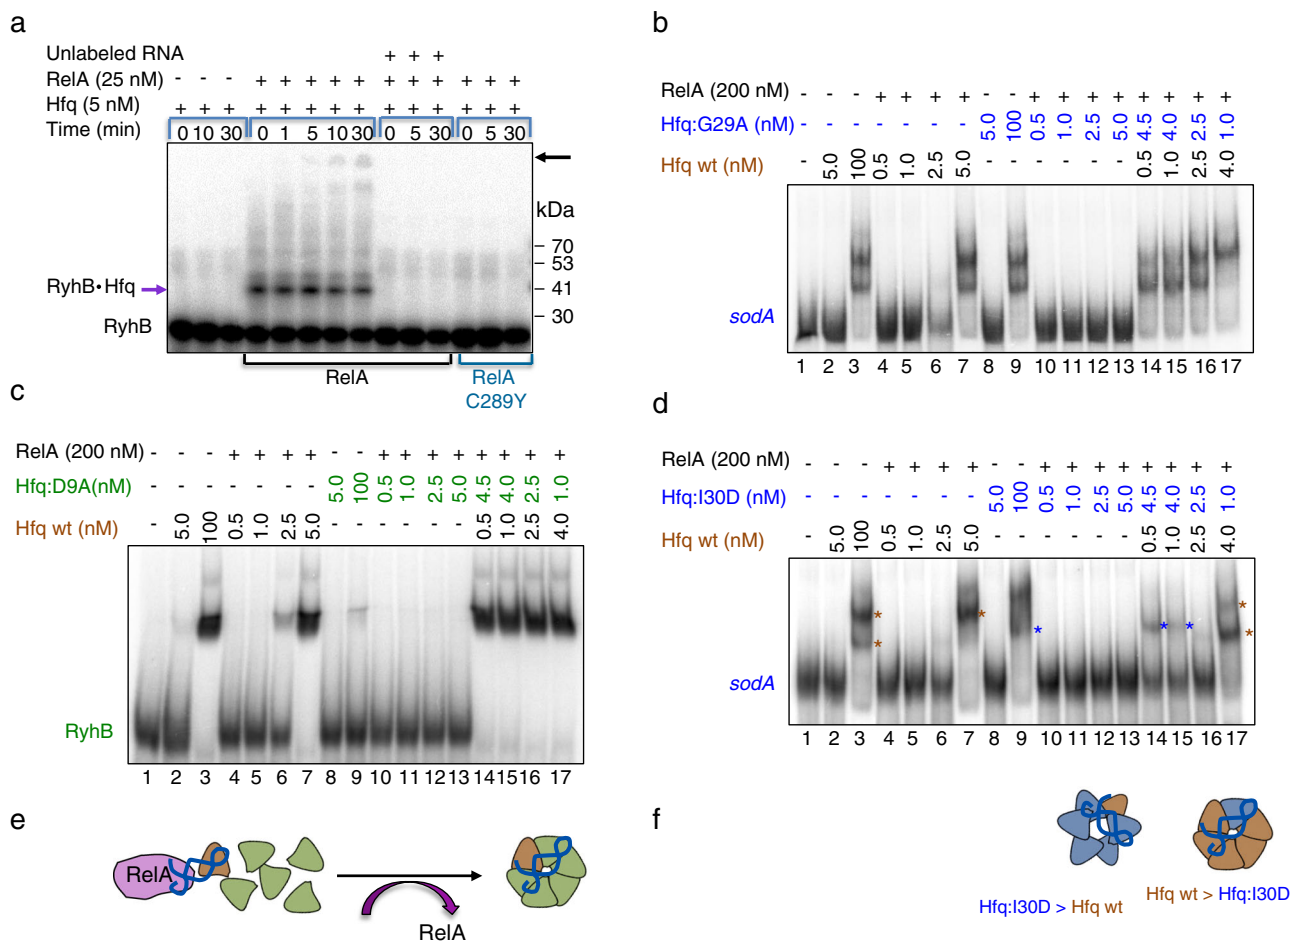 a
Unlabeled RNA + + +
RelA (25 nM) - - - + + + + + + + + + + +
Hfq (5 nM) + + + + + + + + + + + + + +
Time (min) 0 10 30 0 1 5 10 30 0 5 30 0 5 30
kDa
70
53
RyhB•Hfq 41
30
RyhB
RelA RelA
C289Y
b
RelA (200 nM) - - - + + + + - - + + + + + + + +
Hfq:G29A (nM) - - - - - - - 5.0 100 0.5 1.0 2.5 5.0 4.5 4.0 2.5 1.0
Hfq wt (nM) - 5.0 100 0.5 1.0 2.5 5.0 - - - - - - 0.5 1.0 2.5 4.0
sodA
1 2 3 4 5 6 7 8 9 10 11 12 13 14 15 16 17
c
RelA (200 nM) - - - + + + + - - + + + + + + + +
Hfq:D9A(nM) - - - - - - - 5.0 100 0.5 1.0 2.5 5.0 4.5 4.0 2.5 1.0
Hfq wt (nM) - 5.0 100 0.5 1.0 2.5 5.0 - - - - - - 0.5 1.0 2.5 4.0
RyhB
1 2 3 4 5 6 7 8 9 10 11 12 13 14 15 16 17
d
RelA (200 nM) - - - + + + + - - + + + + + + + +
Hfq:I30D (nM) - - - - - - - 5.0 100 0.5 1.0 2.5 5.0 4.5 4.0 2.5 1.0
Hfq wt (nM) - 5.0 100 0.5 1.0 2.5 5.0 - - - - - - 0.5 1.0 2.5 4.0
* * * * * * * *
sodA
1 2 3 4 5 6 7 8 9 10 11 12 13 14 15 16 17
e
RelA
RelA
f
Hfq:I30D > Hfq wt
Hfq wt > Hfq:I30D